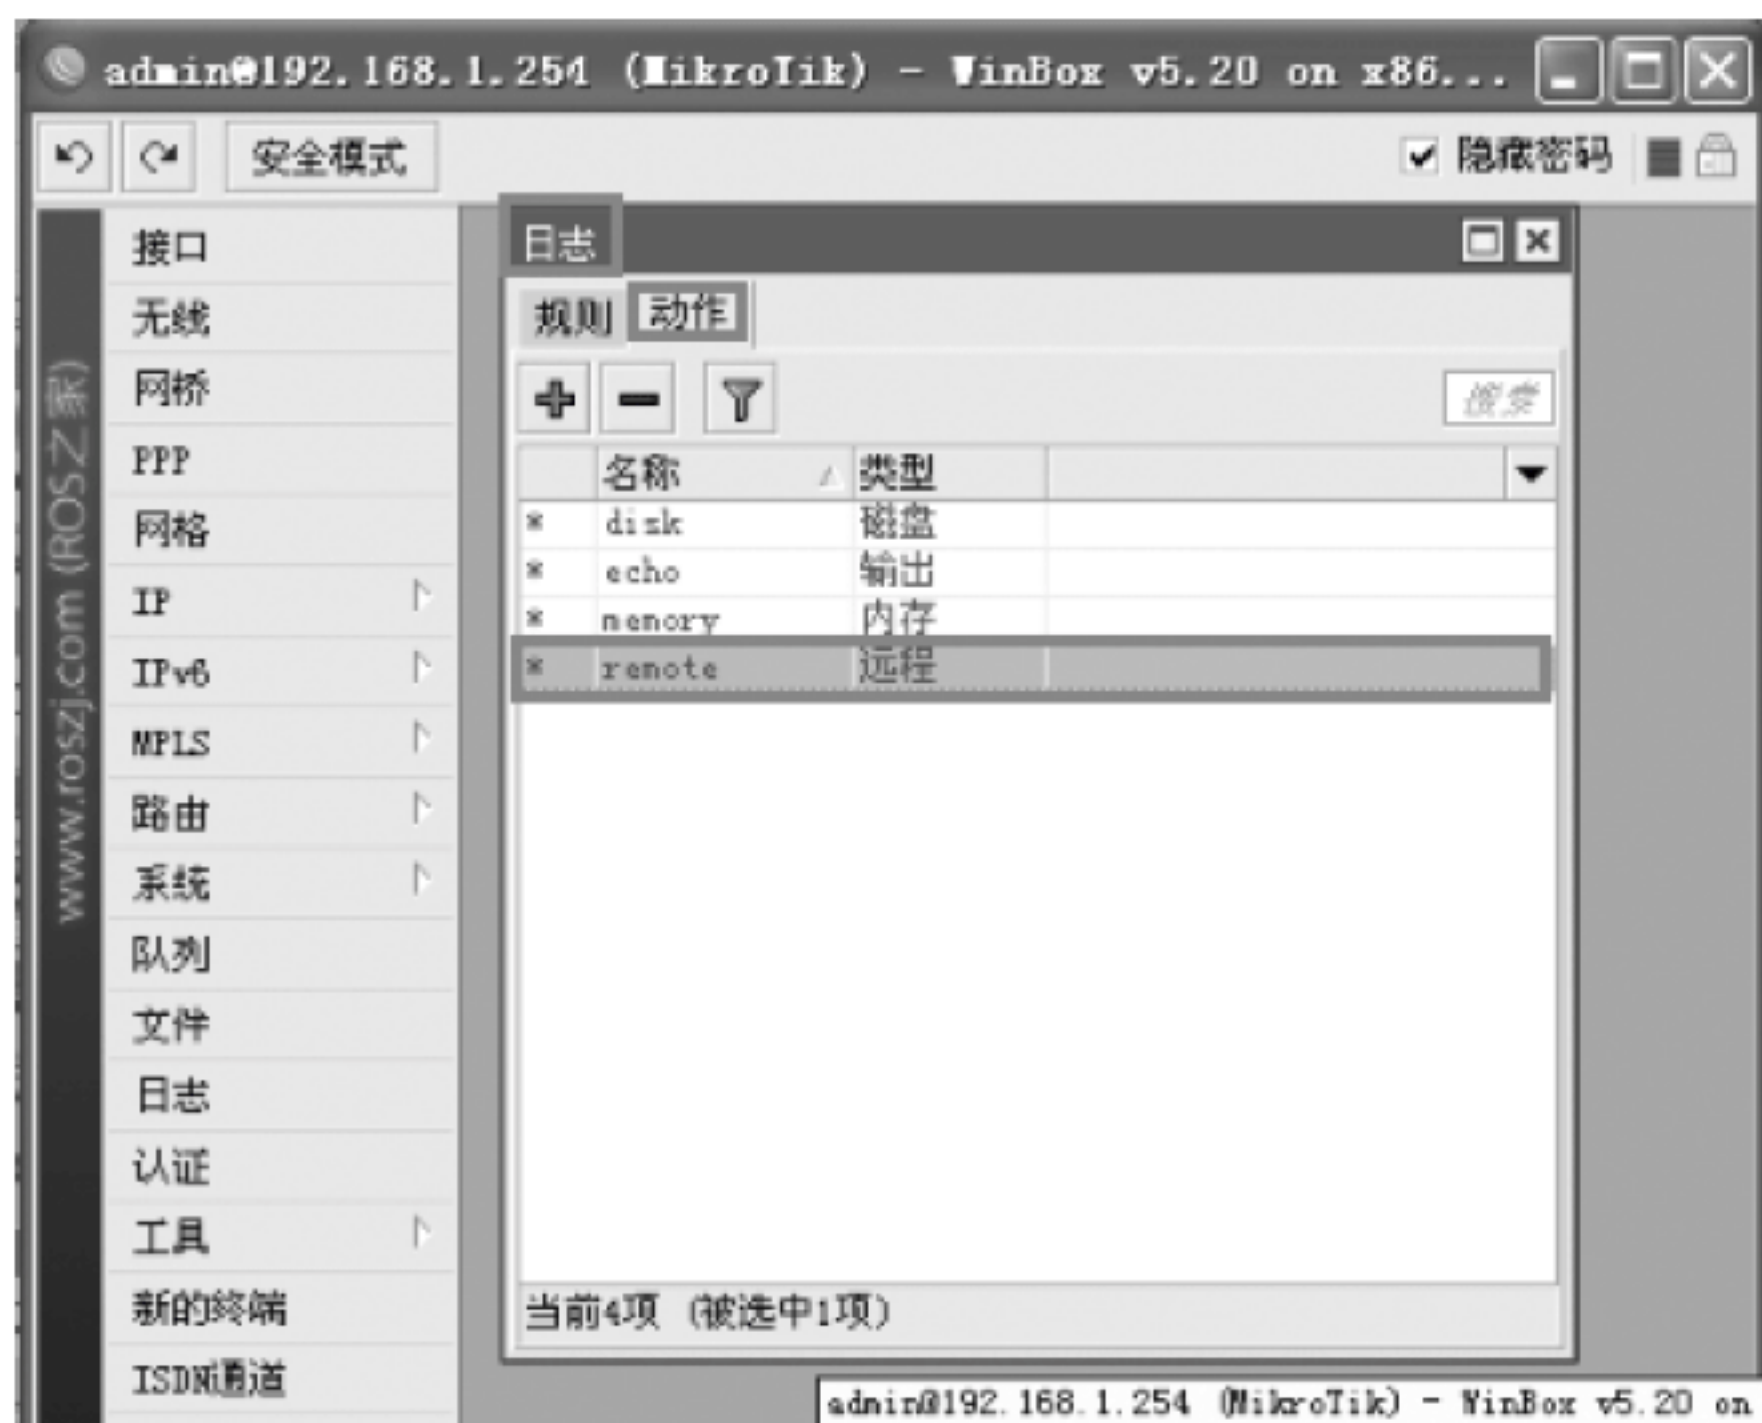 admin@192.168.1.254 (MikroTik) - WinBox v5.20 on x86...
安全模式
隐藏密码
www.roszj.com (ROS之家)
接口
无线
网桥
PPP
网格
IP
IPv6
MPLS
路由
系统
队列
文件
日志
认证
工具
新的终端
ISDN通道
日志
规则 动作
搜索
名称 类型
* disk 磁盘
* echo 输出
* memory 内存
* remote 远程
当前4项 (被选中1项)
admin@192.168.1.254 (MikroTik) - WinBox v5.20 on